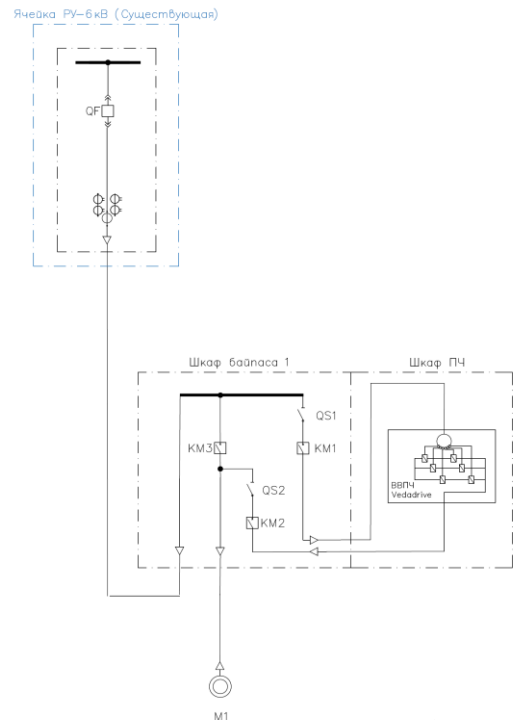 Ячейка РУ-6кВ (Существующая)
QF
Шкаф байпаса 1
Шкаф ПЧ
QS1
KM3
KM1
QS2
KM2
ВВПЧ
Vedadrive
M1